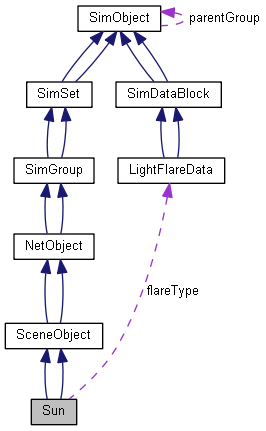 SimObject
parentGroup
SimSet
SimDataBlock
SimGroup
LightFlareData
NetObject
flareType
SceneObject
Sun